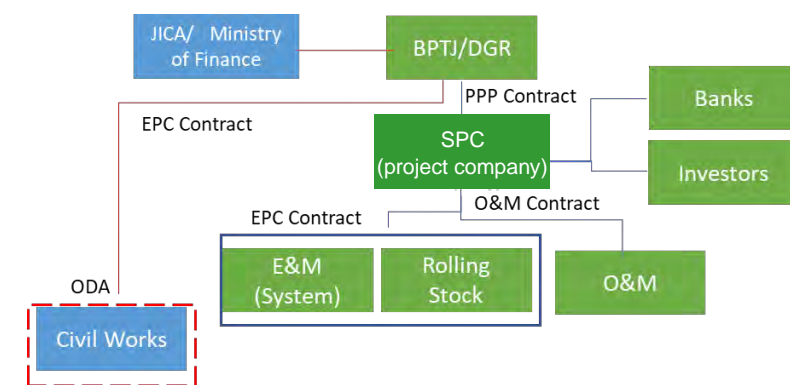 JICA/ Ministry
of Finance
BPTJ/DGR
PPP Contract
Banks
EPC Contract
SPC
(project company)
Investors
O&M Contract
EPC Contract
E&M
(System)
Rolling
Stock
O&M
ODA
Civil Works